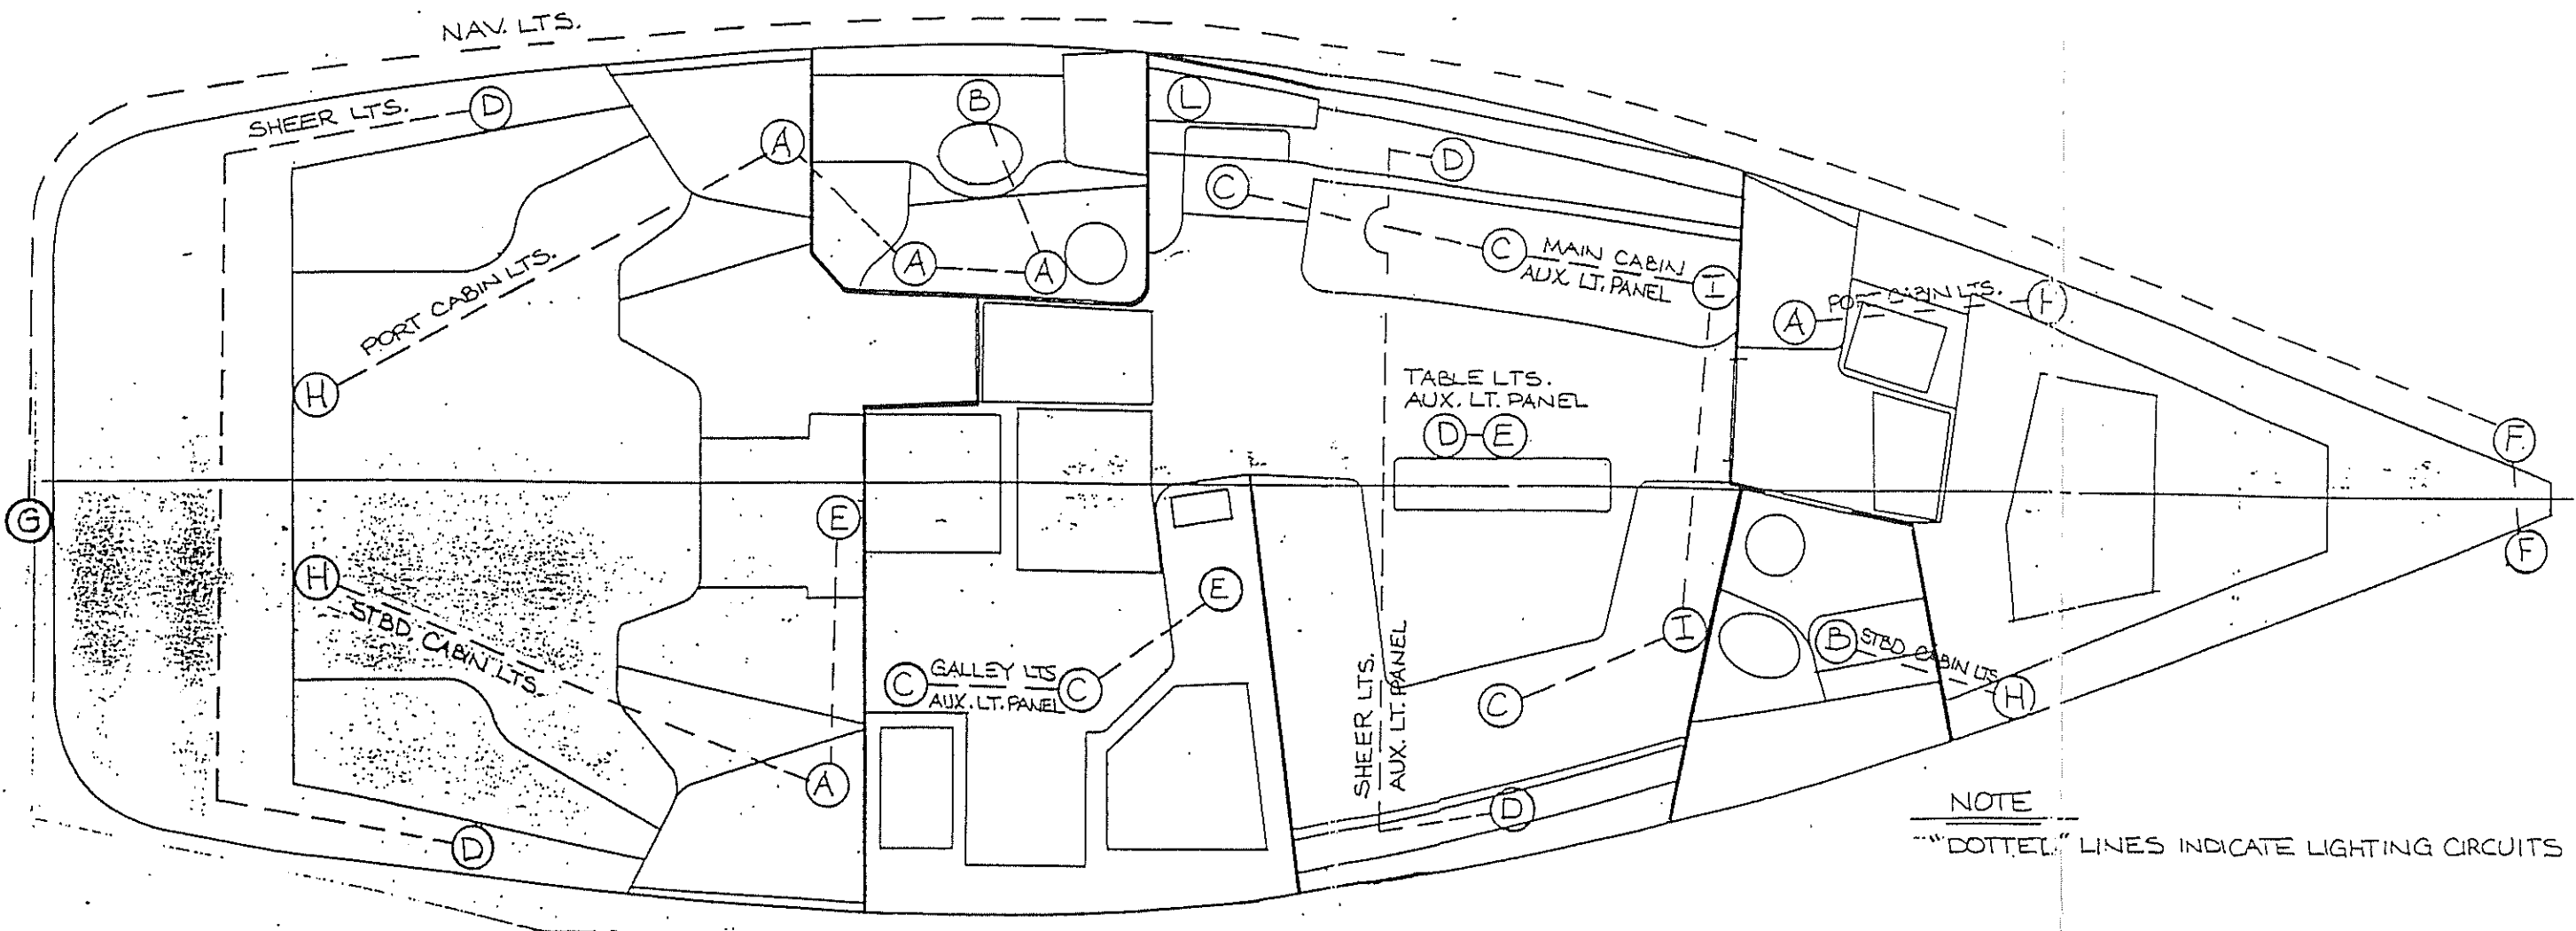 NAV. LTS.
SHEER LTS.
D
B
L
A
D
C
C
MAIN CABIN
AUX. LT. PANEL
I
A
A
PORT CABIN LTS.
H
A
CABIN LTS.
H
TABLE LTS.
AUX. LT. PANEL
D
E
F
G
E
F
H
STBD. CABIN LTS.
E
C
GALLEY LTS
AUX. LT. PANEL
C
I
C
B
STBD CABIN LTS.
H
SHEER LTS.
AUX. LT. PANEL
A
D
D
NOTE
LINES INDICATE LIGHTING CIRCUITS